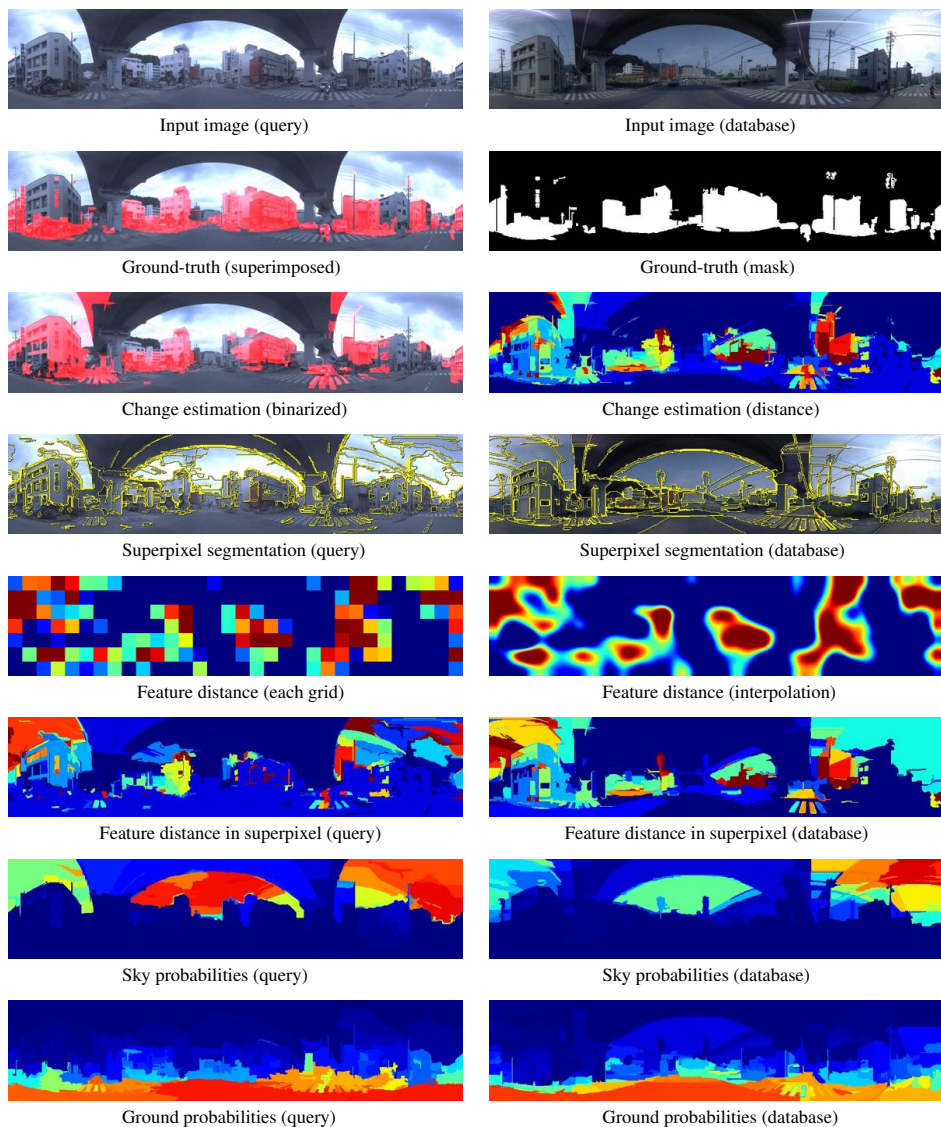 Input image (query)
Input image (database)
Ground-truth (superimposed)
Ground-truth (mask)
Change estimation (binarized)
Change estimation (distance)
Superpixel segmentation (query)
Superpixel segmentation (database)
Feature distance (each grid)
Feature distance (interpolation)
Feature distance in superpixel (query)
Feature distance in superpixel (database)
Sky probabilities (query)
Sky probabilities (database)
Ground probabilities (query)
Ground probabilities (database)